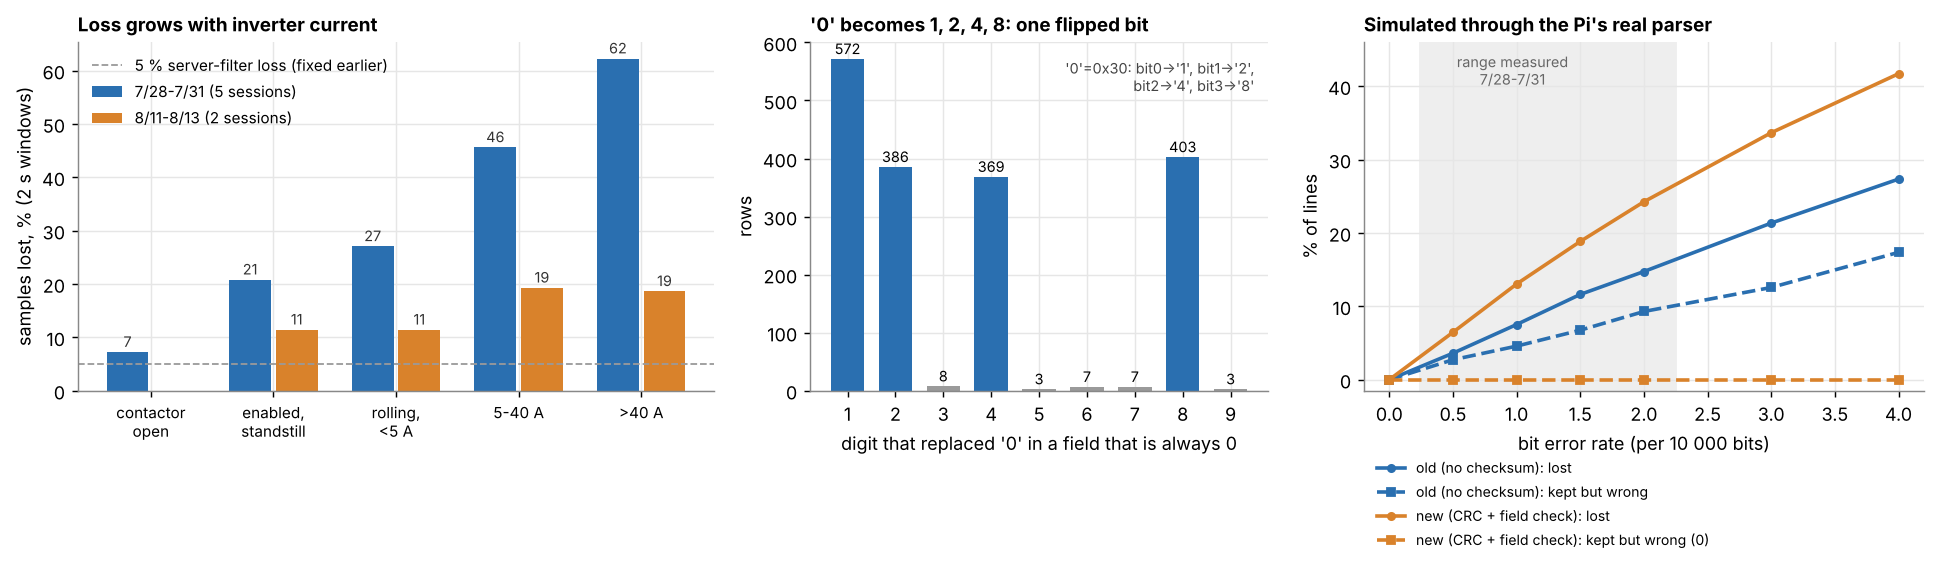 Loss grows with inverter current
samples lost, % (2 s windows)
60
50
40
30
20
10
0
5 % server-filter loss (fixed earlier)
7/28-7/31 (5 sessions)
8/11-8/13 (2 sessions)
7
21
11
27
11
46
19
62
19
contactor
open
enabled,
standstill
rolling,
<5 A
5-40 A
>40 A
'0' becomes 1, 2, 4, 8: one flipped bit
rows
600
500
400
300
200
100
0
'0'=0x30: bit0→'1', bit1→'2',
bit2→'4', bit3→'8'
572
386
8
369
3
7
7
403
3
1 2 3 4 5 6 7 8 9
digit that replaced '0' in a field that is always 0
Simulated through the Pi's real parser
% of lines
40
30
20
10
0
range measured
7/28-7/31
0.0 0.5 1.0 1.5 2.0 2.5 3.0 3.5 4.0
bit error rate (per 10 000 bits)
old (no checksum): lost
old (no checksum): kept but wrong
new (CRC + field check): lost
new (CRC + field check): kept but wrong (0)